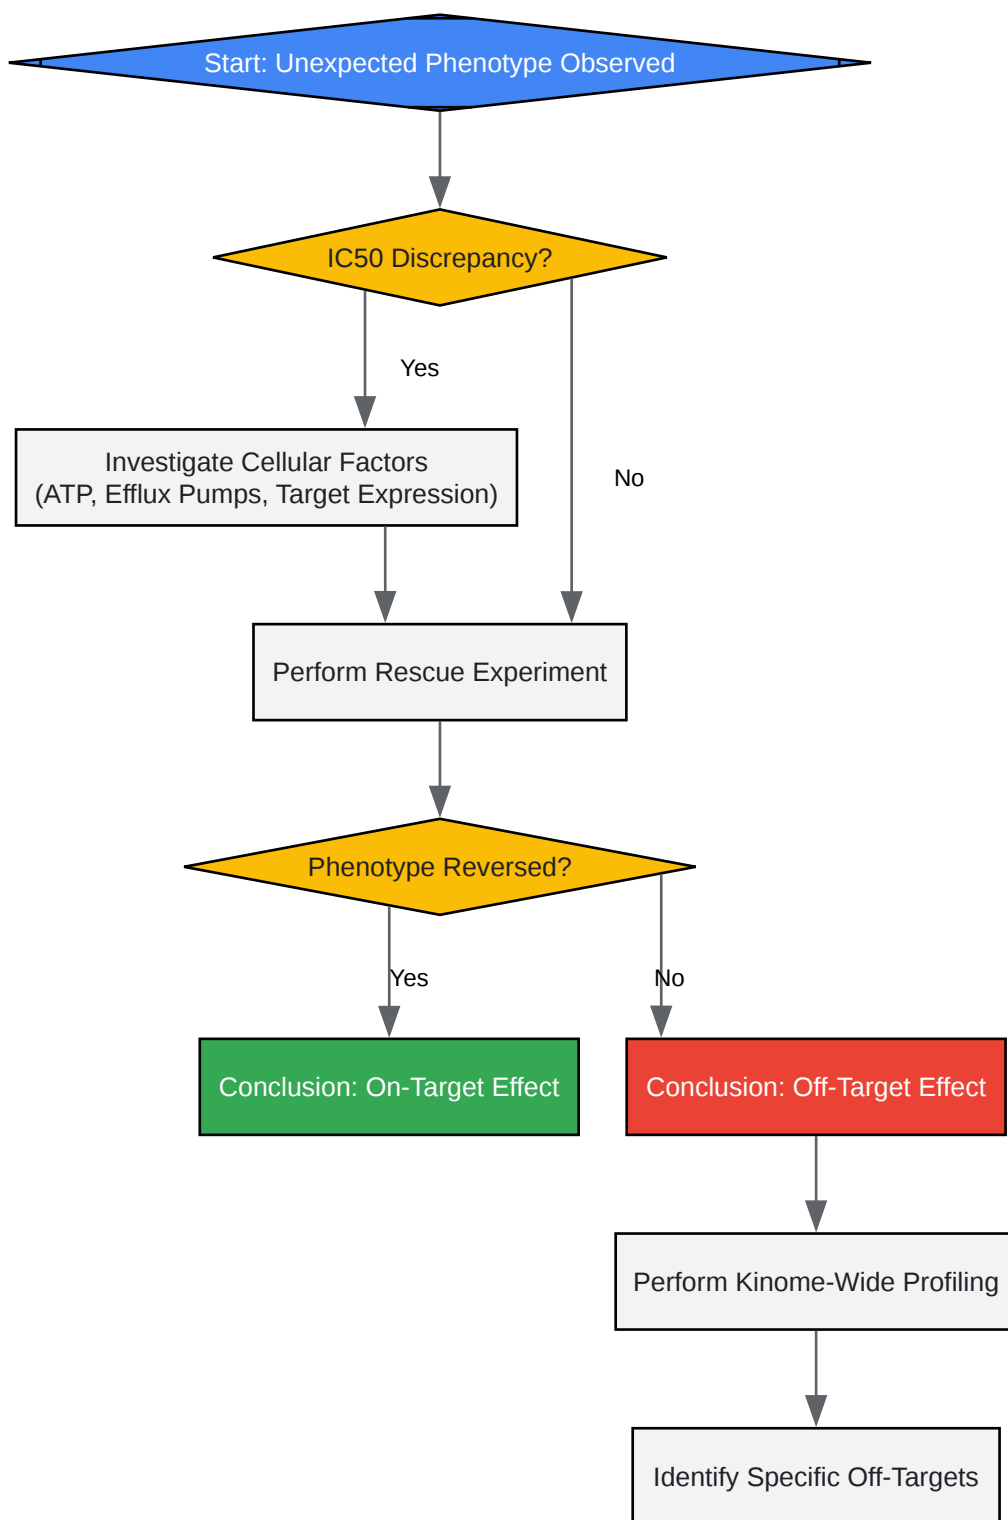 Start: Unexpected Phenotype Observed
IC50 Discrepancy?
Yes
Investigate Cellular Factors
(ATP, Efflux Pumps, Target Expression)
No
Perform Rescue Experiment
Phenotype Reversed?
Yes
No
Conclusion: On-Target Effect
Conclusion: Off-Target Effect
Perform Kinome-Wide Profiling
Identify Specific Off-Targets